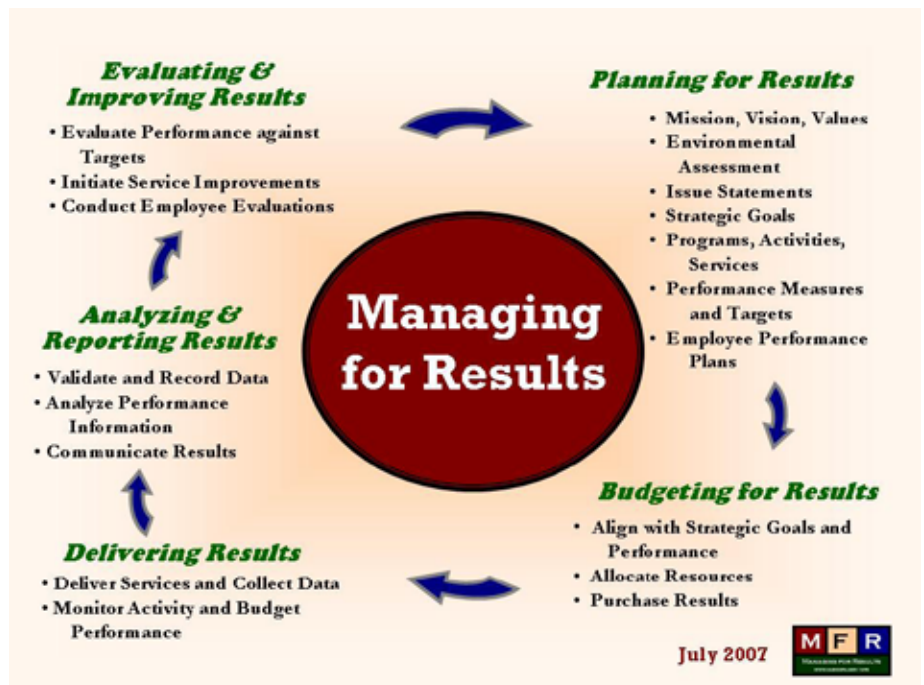 Evaluating &
Improving Results
• Evaluate Performance against
Targets
• Initiate Service Improvements
• Conduct Employee Evaluations
Planning for Results
• Mission, Vision, Values
• Environmental
Assessment
• Issue Statements
• Strategic Goals
• Programs, Activities,
Services
• Performance Measures
and Targets
• Employee Performance
Plans
Managing
for Results
Analyzing &
Reporting Results
• Validate and Record Data
• Analyze Performance
Information
• Communicate Results
Budgeting for Results
• Align with Strategic Goals and
Performance
• Allocate Resources
• Purchase Results
Delivering Results
• Deliver Services and Collect Data
• Monitor Activity and Budget
Performance
July 2007
M F R
Managing for Results